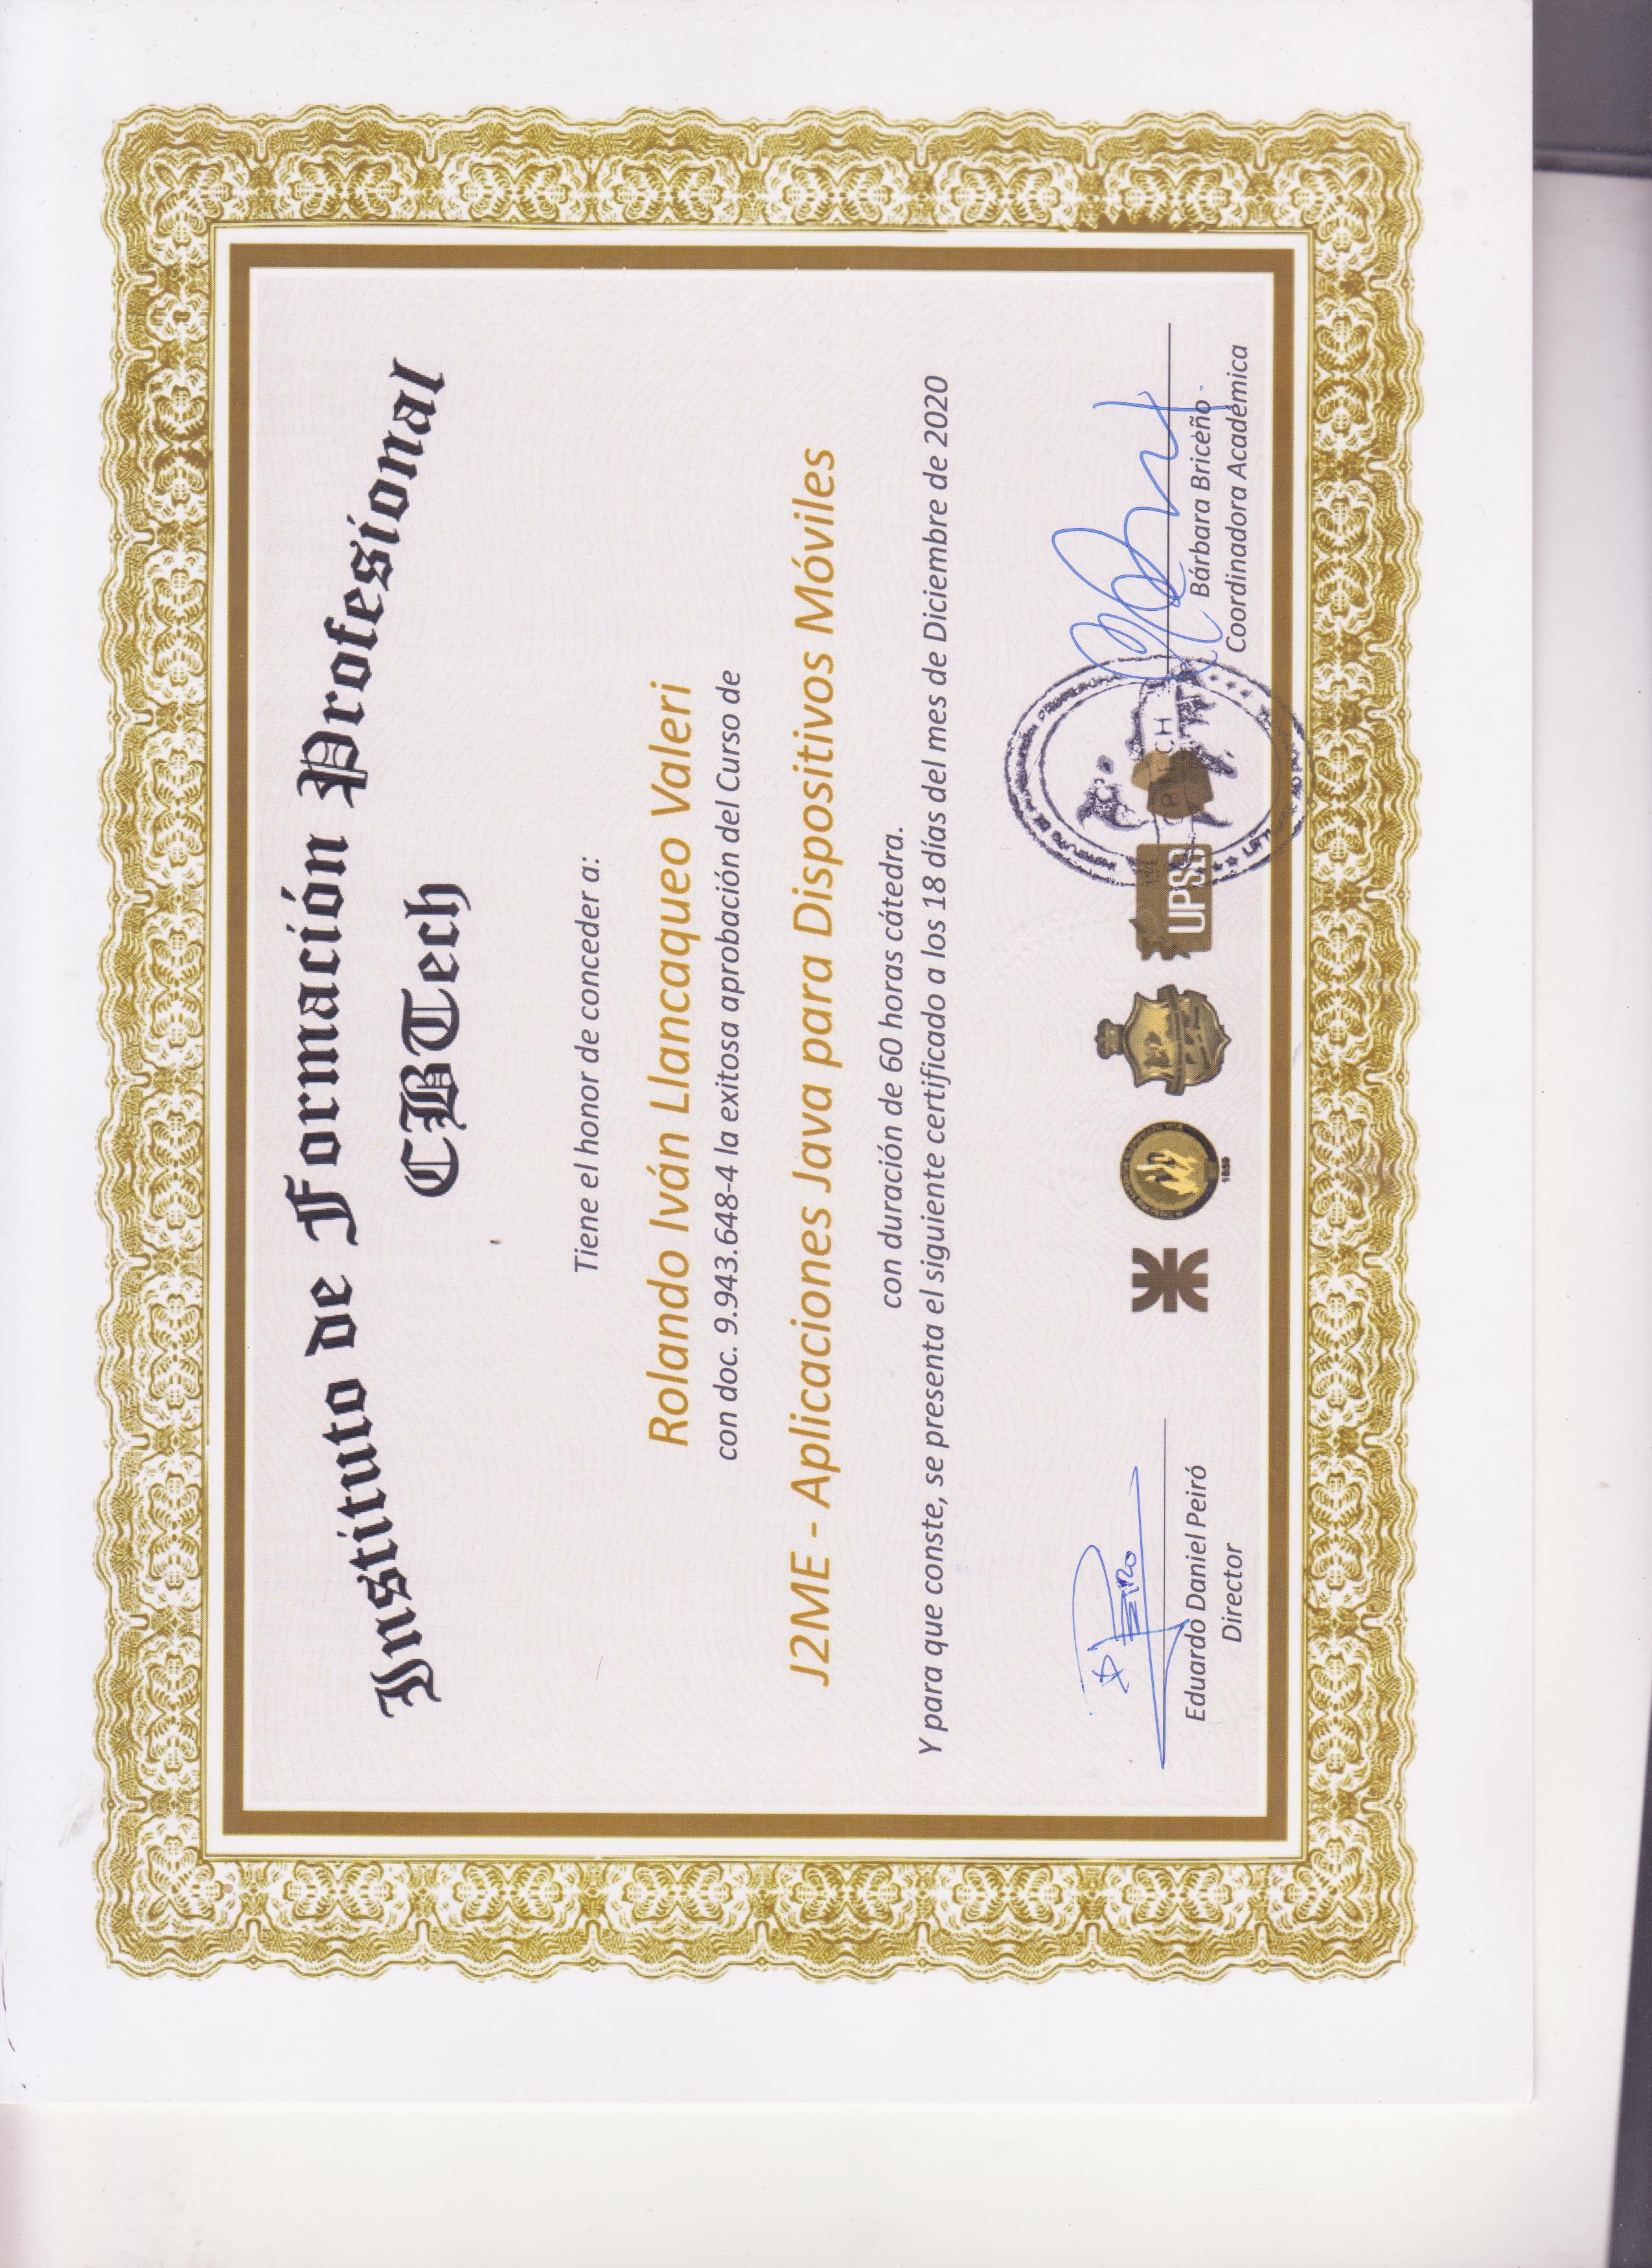 Instituto de Formación Profesional
CBTech
Tiene el honor de conceder a:
Rolando Iván Llancaqueo Valeri
con doc. 9.943.648-4 la exitosa aprobación del Curso de
J2ME - Aplicaciones Java para Dispositivos Móviles
con duración de 60 horas cátedra.
Y para que conste, se presenta el siguiente certificado a los 18 días del mes de Diciembre de 2020
Eduardo Daniel Peiró
Director
1859
UPSB
Bárbara Briceño
Coordinadora Académica